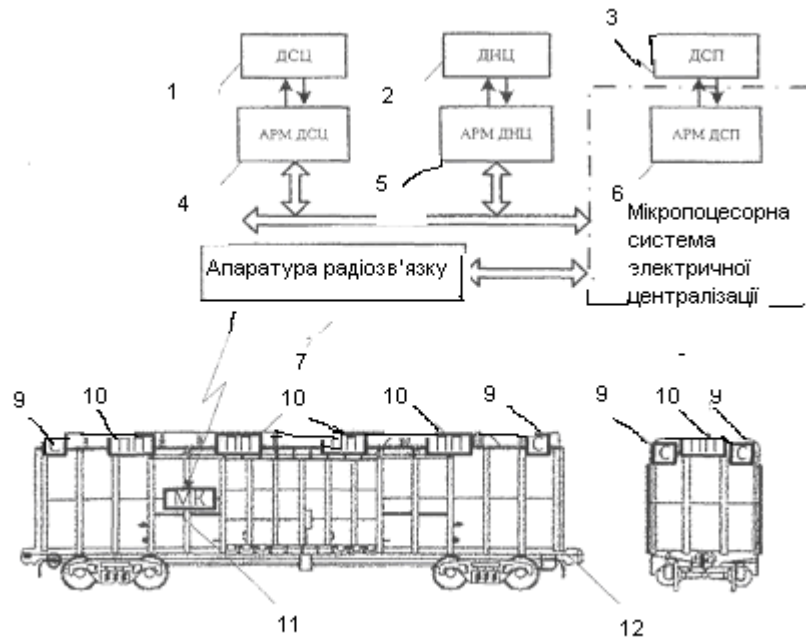 ДСЦ
ДНЦ
3
ДСП
1
2
АРМ ДСЦ
АРМ ДНЦ
АРМ ДСП
4
5
6
Мікропоцесорна
система
електричної
централізації
Апаратура радіозв'язку
7
9
10
10
10
9
9
10
9
С
С
С
С
МК
11
12